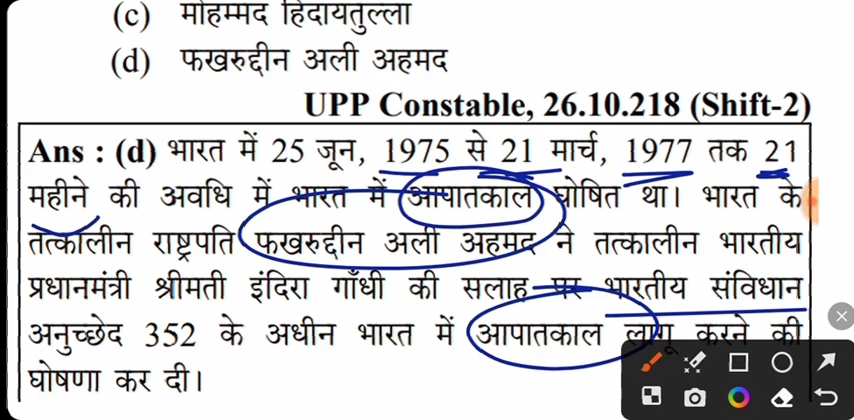 (c) मोहम्मद हिदायतुल्ला
(d) फखरुद्दीन अली अहमद
UPP Constable, 26.10.218 (Shift-2)
Ans : (d) भारत में 25 जून, 1975 से 21 मार्च, 1977 तक 21
महीने की अवधि में भारत में आपातकाल घोषित था। भारत के
तत्कालीन राष्ट्रपति फखरुद्दीन अली अहमद ने तत्कालीन भारतीय
प्रधानमंत्री श्रीमती इंदिरा गाँधी की सलाह पर भारतीय संविधान
अनुच्छेद 352 के अधीन भारत में आपातकाल लागू करने की
घोषणा कर दी।